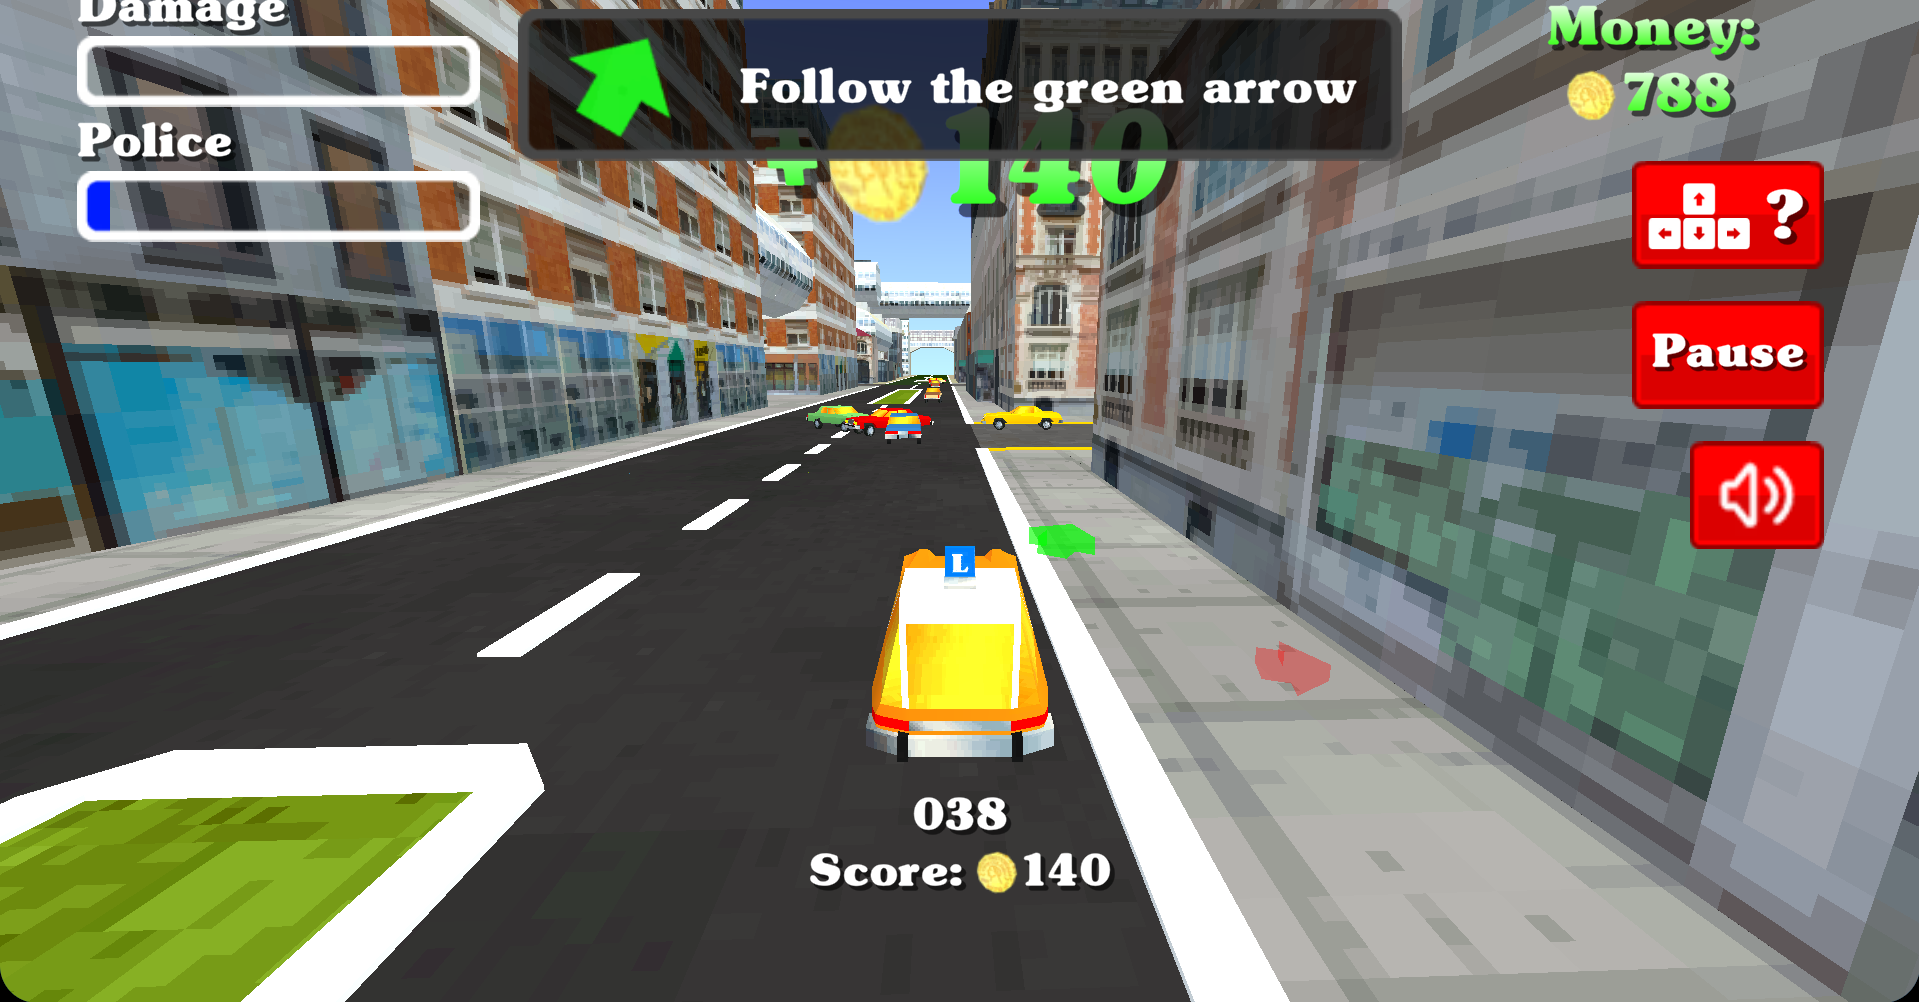 Damage
Police
Follow the green arrow
+ 140
Money:
788
?
Pause
L
038
Score: 140